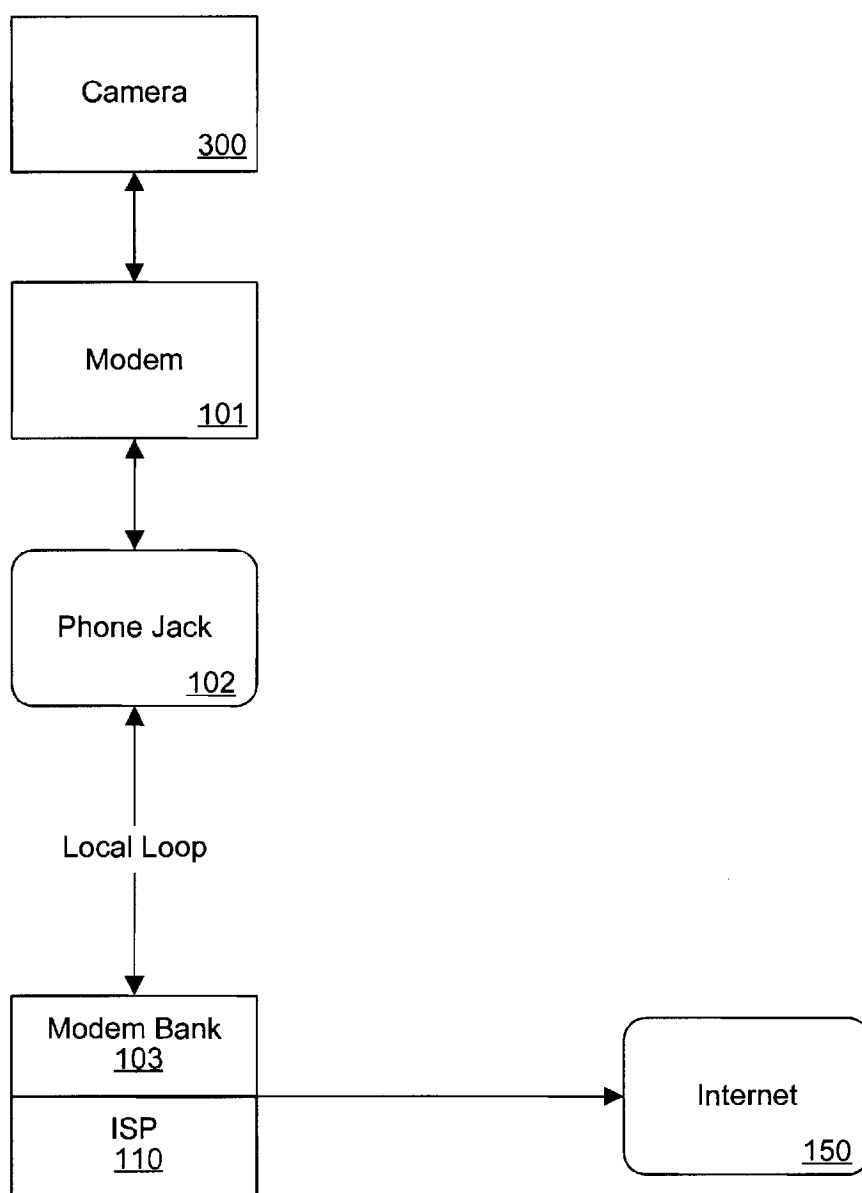 Camera
300
Modem
101
Phone Jack
102
Local Loop
Modem Bank
103
ISP
110
Internet
150